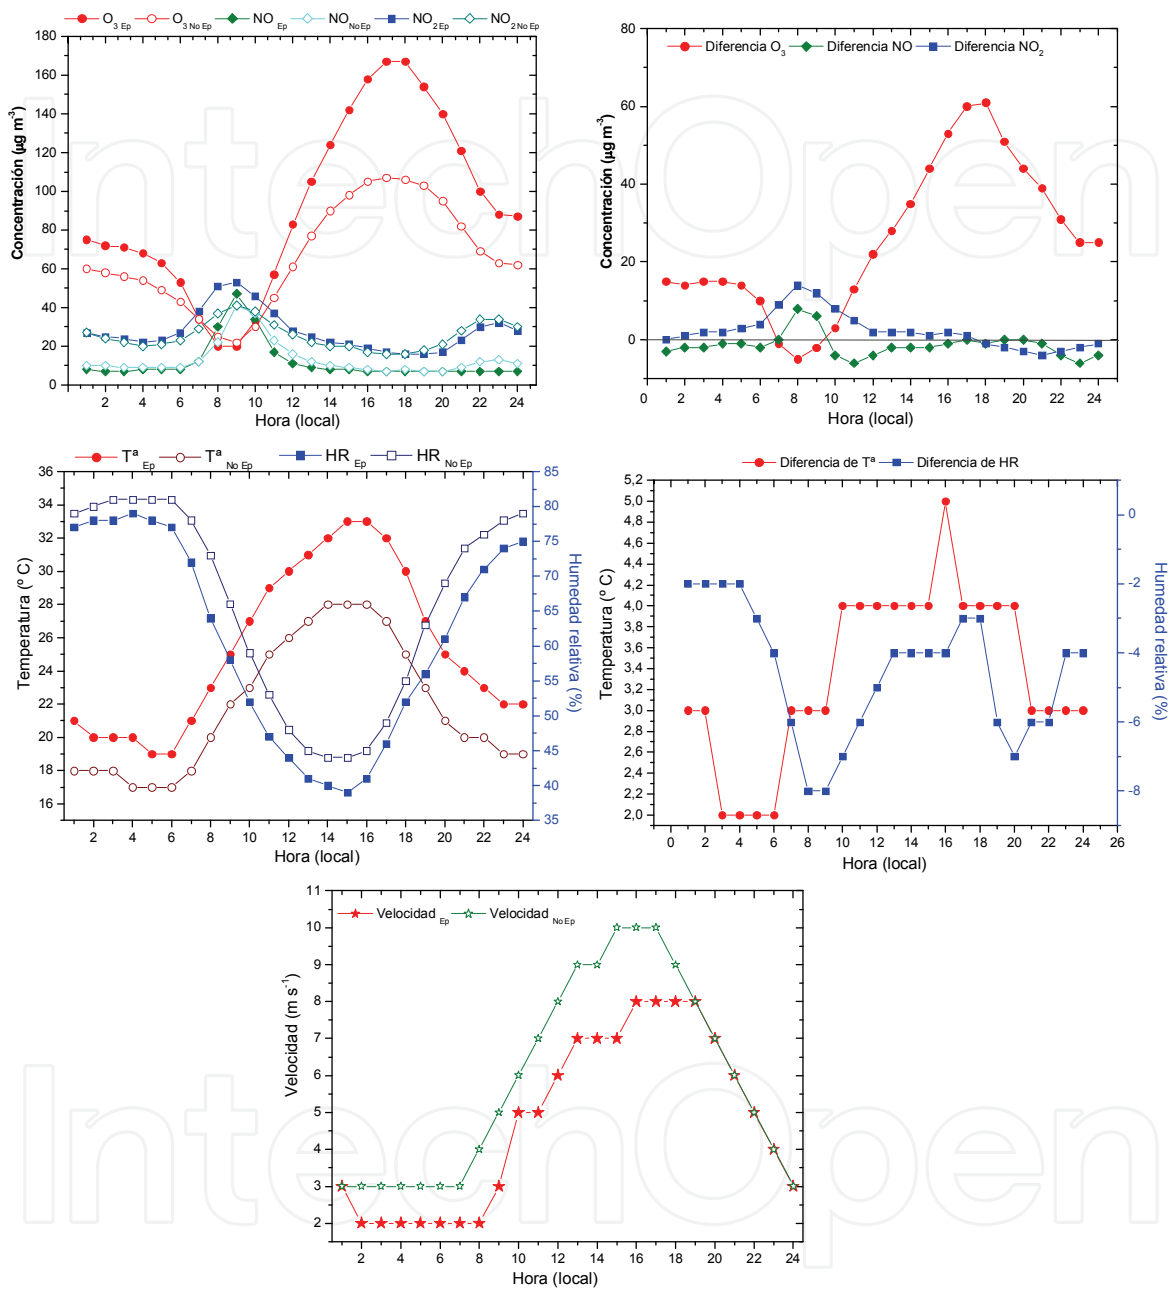 O3 Ep O3 No Ep NO Ep NO No Ep NO2 Ep NO2 No Ep
180
160
140
120
100
80
60
40
20
0
Concentración (µg m-3)
2 4 6 8 10 12 14 16 18 20 22 24
Hora (local)
Diferencia O3 Diferencia NO Diferencia NO2
80
60
40
20
0
Concentración (µg m-3)
0 2 4 6 8 10 12 14 16 18 20 22 24
Hora (local)
Tª Ep Tª No Ep HR Ep HR No Ep
36
34
32
30
28
26
24
22
20
18
16
Temperatura (º C)
85
80
75
70
65
60
55
50
45
40
35
Humedad relativa (%)
2 4 6 8 10 12 14 16 18 20 22 24
Hora (local)
Diferencia de Tª Diferencia de HR
5,2
5,0
4,8
4,6
4,4
4,2
4,0
3,8
3,6
3,4
3,2
3,0
2,8
2,6
2,4
2,2
2,0
Temperatura (º C)
0
-2
-4
-6
-8
Humedad relativa (%)
0 2 4 6 8 10 12 14 16 18 20 22 24 26
Hora (local)
Velocidad Ep Velocidad No Ep
11
10
9
8
7
6
5
4
3
2
Velocidad (m s-1)
2 4 6 8 10 12 14 16 18 20 22 24
Hora (local)
IntechOpen
IntechOpen